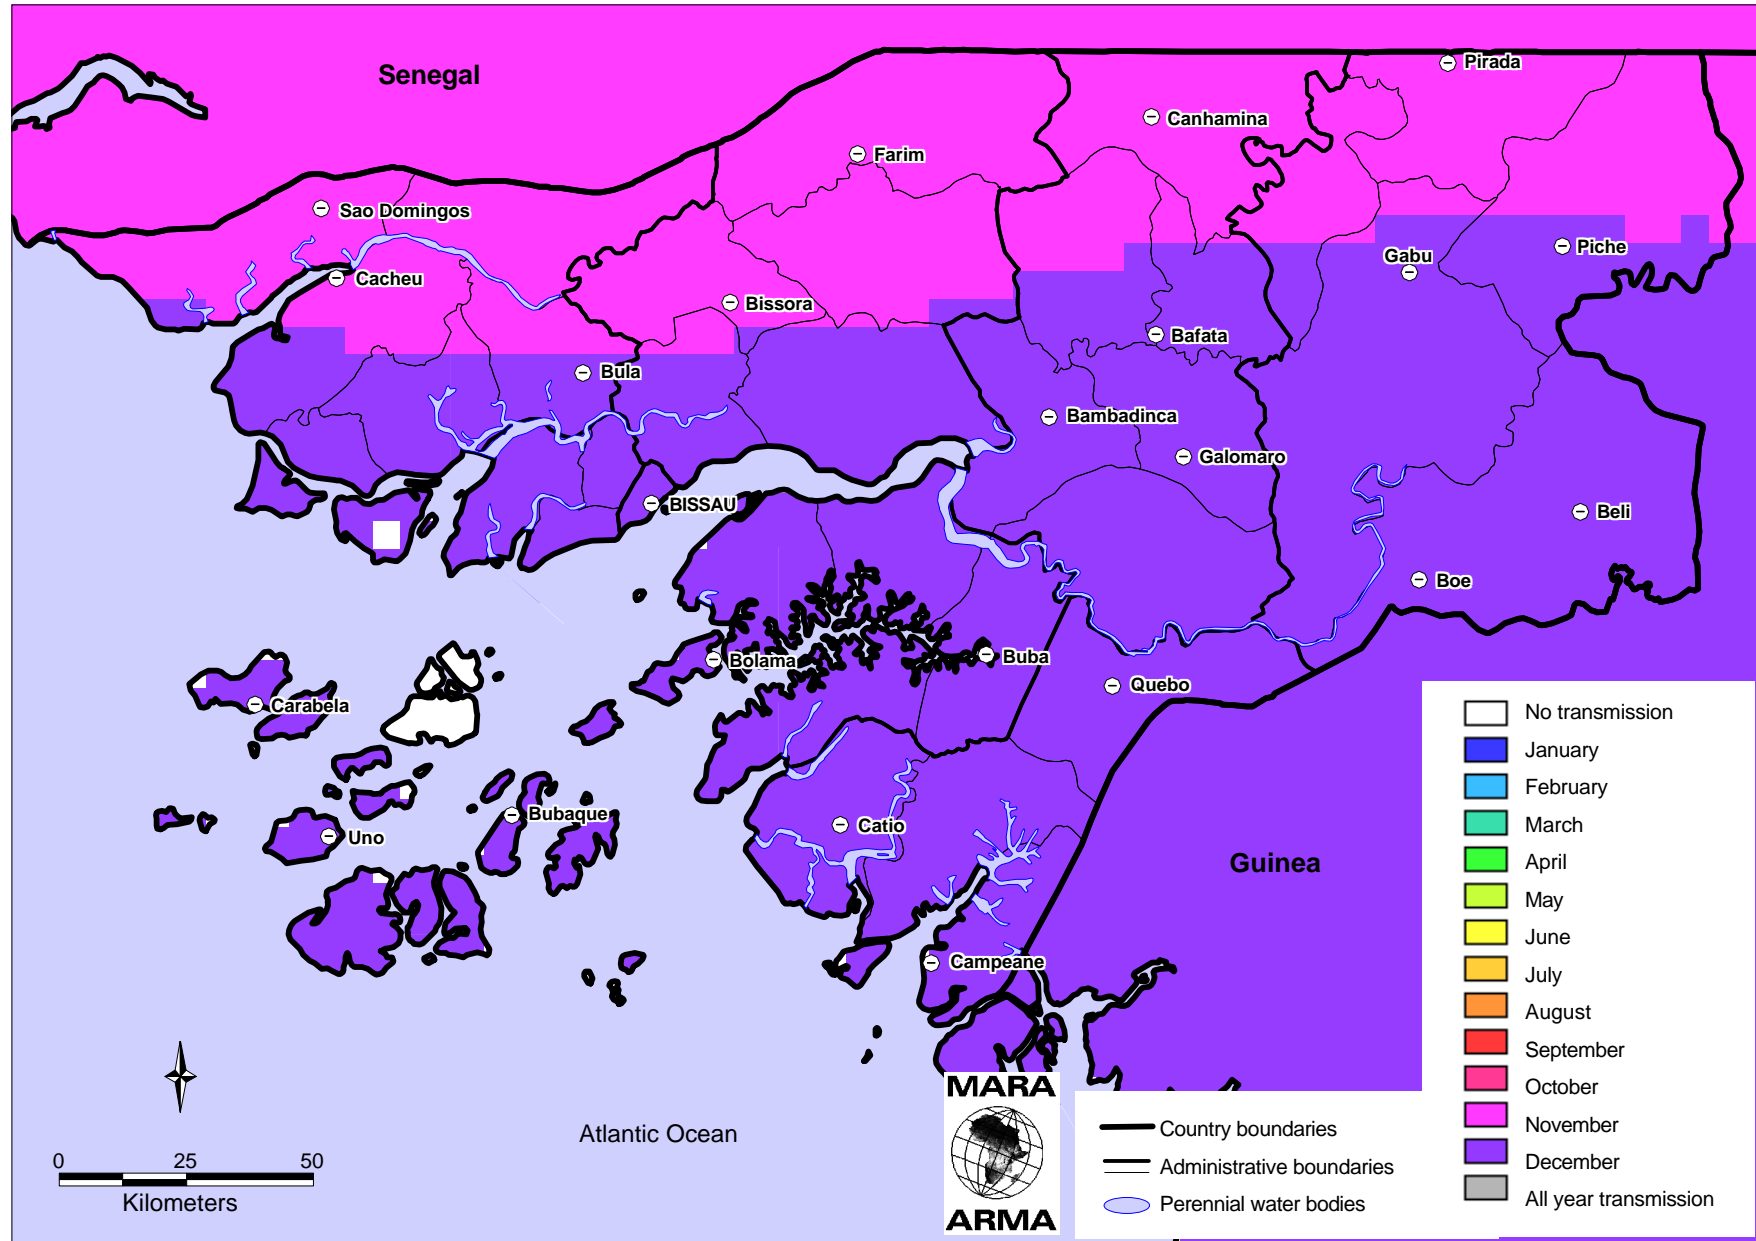 Senegal
Pirada
Canhamina
Farim
Sao Domingos
Piche
Gabu
Cacheu
Bissora
Bafata
Bula
Bambadinca
Galomaro
BISSAU
Beli
Boe
Bolama
Buba
Quebo
Carabela
Bubaque
Uno
Catio
Guinea
Campeane
Atlantic Ocean
0 25 50
Kilometers
MARA
ARMA
Country boundaries
Administrative boundaries
Perennial water bodies
No transmission
January
February
March
April
May
June
July
August
September
October
November
December
All year transmission